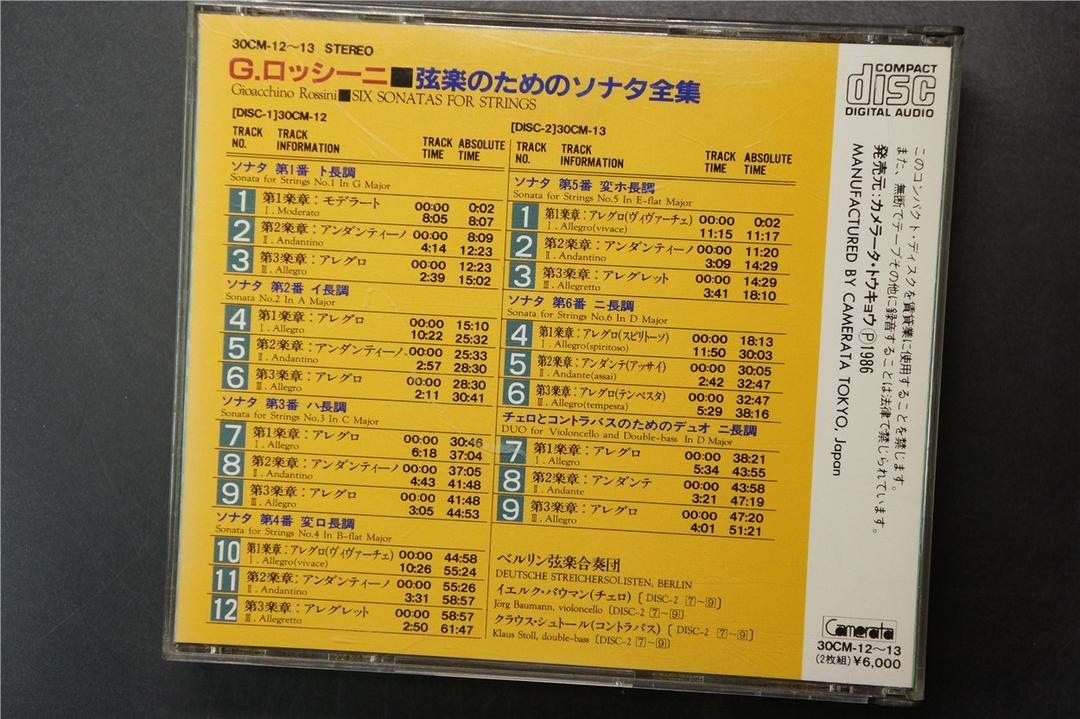 30CM-12〜13 STEREO
G.ロッシーニ■弦楽のためのソナタ全集
Gioacchino Rossini■SIX SONATAS FOR STRINGS
[DISC-1]30CM-12
TRACK NO. TRACK INFORMATION TRACK TIME ABSOLUTE TIME
ソナタ 第1番 ト長調
Sonata for Strings No.1 In G Major
1 第1楽章：モデラート 00:00 0:02
Ⅰ. Moderato 8:05 8:07
2 第2楽章：アンダンティーノ 00:00 8:09
Ⅱ. Andantino 4:14 12:23
3 第3楽章：アレグロ 00:00 12:23
Ⅲ. Allegro 2:39 15:02
ソナタ 第2番 イ長調
Sonata No.2 In A Major
4 第1楽章：アレグロ 00:00 15:10
Ⅰ. Allegro 10:22 25:32
5 第2楽章：アンダンティーノ 00:00 25:33
Ⅱ. Andantino 2:57 28:30
6 第3楽章：アレグロ 00:00 28:30
Ⅲ. Allegro 2:11 30:41
ソナタ 第3番 ハ長調
Sonata for Strings No.3 In C Major
7 第1楽章：アレグロ 00:00 30:46
Ⅰ. Allegro 6:18 37:04
8 第2楽章：アンダンティーノ 00:00 37:05
Ⅱ. Andantino 4:43 41:48
9 第3楽章：アレグロ 00:00 41:48
Ⅲ. Allegro 3:05 44:53
ソナタ 第4番 変ロ長調
Sonata for Strings No.4 In B-flat Major
10 第1楽章：アレグロ(ヴィヴァーチェ) 00:00 44:58
Ⅰ. Allegro(vivace) 10:26 55:24
11 第2楽章：アンダンティーノ 00:00 55:26
Ⅱ. Andantino 3:31 58:57
12 第3楽章：アレグレット 00:00 58:57
Ⅲ. Allegretto 2:50 61:47
[DISC-2]30CM-13
TRACK NO. TRACK INFORMATION TRACK TIME ABSOLUTE TIME
ソナタ 第5番 変ホ長調
Sonata for Strings No.5 In E-flat Major
1 第1楽章：アレグロ(ヴィヴァーチェ) 00:00 0:02
Ⅰ. Allegro(vivace) 11:15 11:17
2 第2楽章：アンダンティーノ 00:00 11:20
Ⅱ. Andantino 3:09 14:29
3 第3楽章：アレグレット 00:00 14:29
Ⅲ. Allegretto 3:41 18:10
ソナタ 第6番 ニ長調
Sonata for Strings No.6 In D Major
4 第1楽章：アレグロ(スピリトーソ) 00:00 18:13
Ⅰ. Allegro(spiritoso) 11:50 30:03
5 第2楽章：アンダンテ(アッサイ) 00:00 30:05
Ⅱ. Andante(assai) 2:42 32:47
6 第3楽章：アレグロ(テンペスタ) 00:00 32:47
Ⅲ. Allegro(tempesta) 5:29 38:16
チェロとコントラバスのためのデュオ ニ長調
DUO for Violoncello and Double-bass In D Major
7 第1楽章：アレグロ 00:00 38:21
Ⅰ. Allegro 5:34 43:55
8 第2楽章：アンダンテ 00:00 43:58
Ⅱ. Andante 3:21 47:19
9 第3楽章：アレグロ 00:00 47:20
Ⅲ. Allegro 4:01 51:21
ベルリン弦楽合奏団
DEUTSCHE STREICHERSOLISTEN, BERLIN
イエルク・バウマン(チェロ)〔DISC-2 7〜9〕
Jörg Baumann, violoncello〔DISC-2 7〜9〕
クラウス・シュトール(コントラバス)〔DISC-2 7〜9〕
Klaus Stoll, double-bass〔DISC-2 7〜9〕
COMPACT
disc
DIGITAL AUDIO
このコンパクト・ディスクを賃貸業に使用することを禁じます。
また、無断でテープその他に録音することは法律で禁じられています。
発売元：カメラータ・トウキョウ Ⓟ1986
MANUFACTURED BY CAMERATA TOKYO, Japan
Camerata
30CM-12〜13
(2枚組)¥6,000